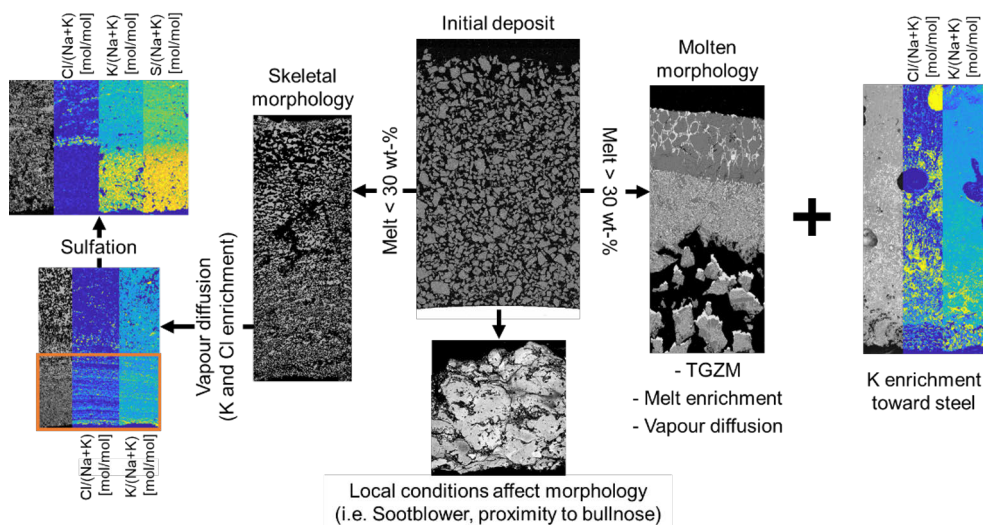 Cl/(Na+K)
[mol/mol]
K/(Na+K)
[mol/mol]
S/(Na+K)
[mol/mol]
Skeletal
morphology
Initial deposit
Molten
morphology
Cl/(Na+K)
[mol/mol]
K/(Na+K)
[mol/mol]
Melt < 30 wt-%
Melt > 30 wt-%
+
Sulfation
Vapour diffusion
(K and Cl enrichment)
Cl/(Na+K)
[mol/mol]
K/(Na+K)
[mol/mol]
- TGZM
- Melt enrichment
- Vapour diffusion
K enrichment
toward steel
Local conditions affect morphology
(i.e. Sootblower, proximity to bullnose)